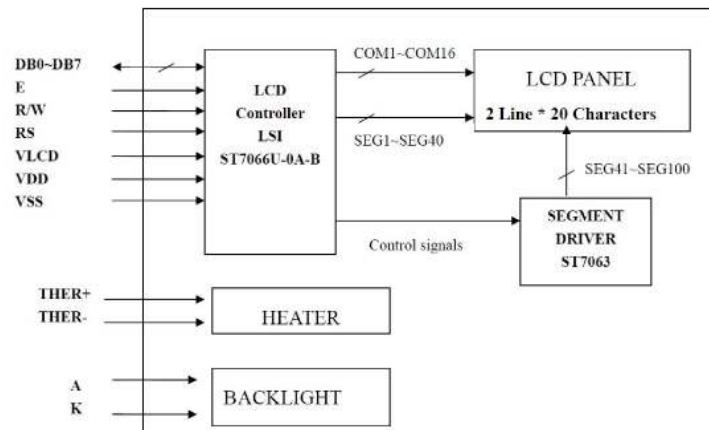 DB0~DB7
E
R/W
RS
VLCD
VDD
VSS
LCD
Controller
LSI
ST7066U-0A-B
COM1~COM16
SEG1~SEG40
LCD PANEL
2 Line * 20 Characters
SEG41~SEG100
Control signals
SEGMENT
DRIVER
ST7063
THER+
THER-
HEATER
A
K
BACKLIGHT